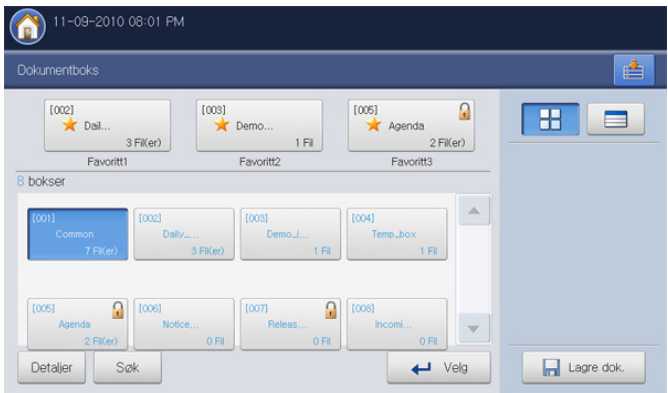 11-09-2010 08:01 PM
Dokumentboks
[002]
Dail...
3 Fil(er)
Favoritt1
[003]
Demo...
1 Fil
Favoritt2
[005]
Agenda
2 Fil(er)
Favoritt3
8 bokser
[001]
Common
7 Fil(er)
[002]
Daily_...
3 Fil(er)
[003]
Demo_i...
1 Fil
[004]
Temp_box
1 Fil
[005]
Agenda
2 Fil(er)
[006]
Notice...
0 Fil
[007]
Releas...
0 Fil
[008]
Incomi...
0 Fil
Detaljer
Søk
Velg
Lagre dok.